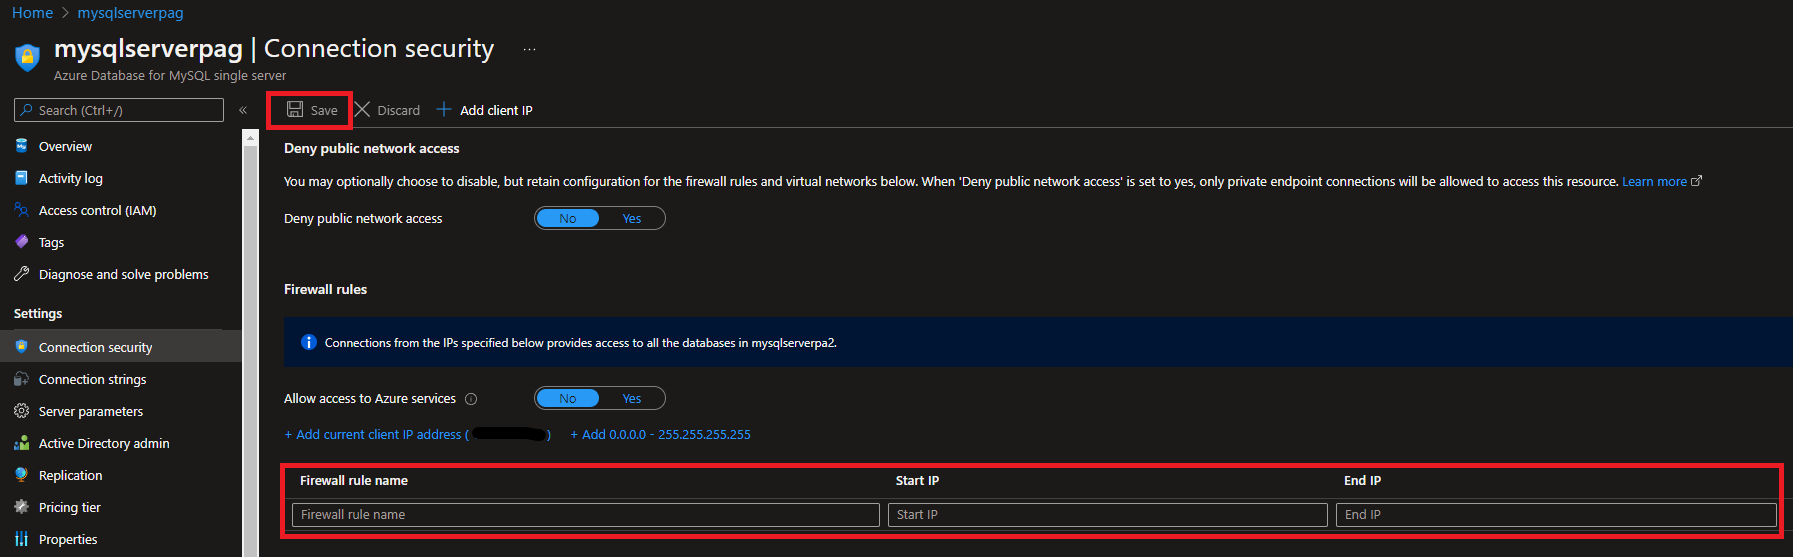 Home > mysqlserverpag
mysqlserverpag | Connection security ...
Azure Database for MySQL single server
Search (Ctrl+/) «
Save Discard + Add client IP
Overview
Activity log
Access control (IAM)
Tags
Diagnose and solve problems
Settings
Connection security
Connection strings
Server parameters
Active Directory admin
Replication
Pricing tier
Properties
Deny public network access
You may optionally choose to disable, but retain configuration for the firewall rules and virtual networks below. When 'Deny public network access' is set to yes, only private endpoint connections will be allowed to access this resource. Learn more
Deny public network access No Yes
Firewall rules
Connections from the IPs specified below provides access to all the databases in mysqlserverpa2.
Allow access to Azure services No Yes
+ Add current client IP address ( ) + Add 0.0.0.0 - 255.255.255.255
Firewall rule name Start IP End IP
Firewall rule name Start IP End IP